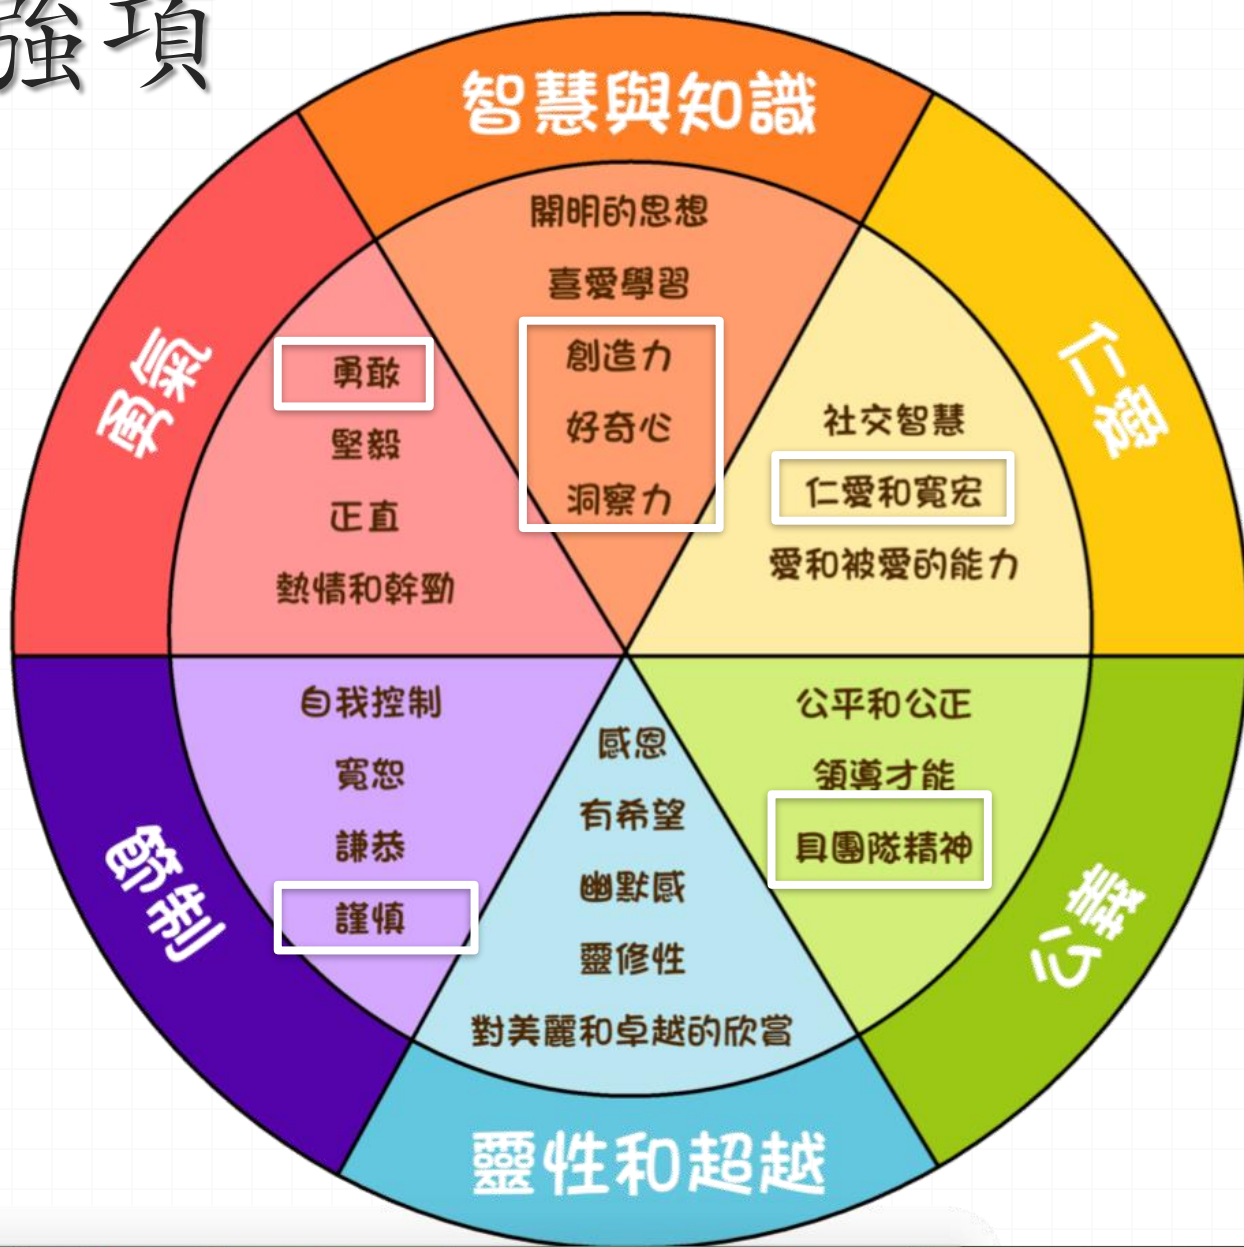 強項
智慧與知識
開明的思想
喜愛學習
創造力
好奇心
洞察力
仁愛
社交智慧
仁愛和寬宏
愛和被愛的能力
公義
公平和公正
領導才能
具團隊精神
靈性和超越
感恩
有希望
幽默感
靈修性
對美麗和卓越的欣賞
節制
自我控制
寬恕
謙恭
謹慎
勇氣
勇敢
堅毅
正直
熱情和幹勁